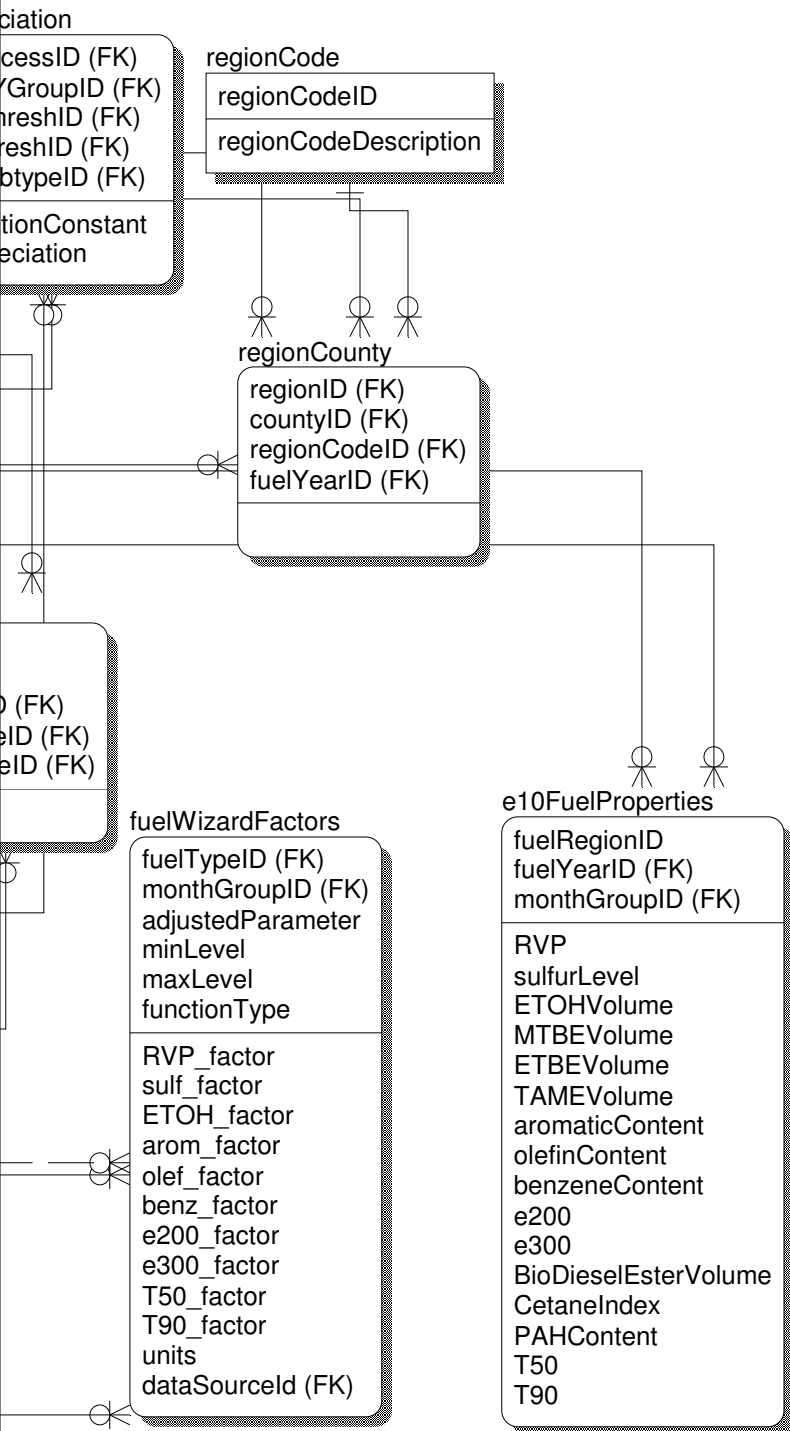 ciation
cessID (FK)
YGroupID (FK)
hreshID (FK)
reshID (FK)
btypeID (FK)
tionConstant
eciation
regionCode
regionCodeID
regionCodeDescription
regionCounty
regionID (FK)
countyID (FK)
regionCodeID (FK)
fuelYearID (FK)
D (FK)
eID (FK)
eID (FK)
fuelWizardFactors
fuelTypeID (FK)
monthGroupID (FK)
adjustedParameter
minLevel
maxLevel
functionType
RVP_factor
sulf_factor
ETOH_factor
arom_factor
olef_factor
benz_factor
e200_factor
e300_factor
T50_factor
T90_factor
units
dataSourceId (FK)
e10FuelProperties
fuelRegionID
fuelYearID (FK)
monthGroupID (FK)
RVP
sulfurLevel
ETOHVolume
MTBEVolume
ETBEVolume
TAMEVolume
aromaticContent
olefinContent
benzeneContent
e200
e300
BioDieselEsterVolume
CetaneIndex
PAHContent
T50
T90